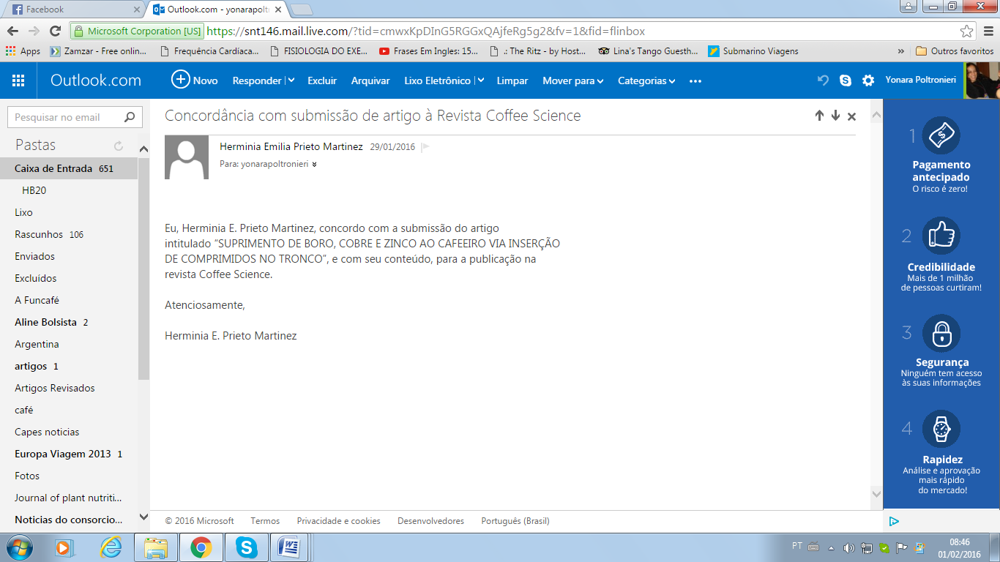 Facebook
Outlook.com - yonarapoltr
Microsoft Corporation [US] https://snt146.mail.live.com/?tid=cmwxKpDInG5RGGxQAjfeRg5g2&fv=1&fid=flinbox
Apps Zamzar - Free onlin... Frequência Cardíaca... FISIOLOGIA DO EXE... Frases Em Ingles: 15... .: The Ritz - by Host... Lina's Tango Guesth... Submarino Viagens » Outros favoritos
Outlook.com Novo Responder Excluir Arquivar Lixo Eletrônico Limpar Mover para Categorias ... Yonara Poltronieri
Pesquisar no email
Pastas
Caixa de Entrada 651
HB20
Lixo
Rascunhos 106
Enviados
Excluídos
A Funcafé
Aline Bolsista 2
Argentina
artigos 1
Artigos Revisados
café
Capes noticias
Europa Viagem 2013 1
Fotos
Journal of plant nutriti...
Noticias do consorcio...
Concordância com submissão de artigo à Revista Coffee Science
Herminia Emilia Prieto Martinez 29/01/2016
Para: yonarapoltronieri
Eu, Herminia E. Prieto Martinez, concordo com a submissão do artigo
intitulado “SUPRIMENTO DE BORO, COBRE E ZINCO AO CAFEEIRO VIA INSERÇÃO
DE COMPRIMIDOS NO TRONCO”, e com seu conteúdo, para a publicação na
revista Coffee Science.
Atenciosamente,
Herminia E. Prieto Martinez
1
Pagamento
antecipado
O risco é zero!
2
Credibilidade
Mais de 1 milhão
de pessoas curtiram!
3
Segurança
Ninguém tem acesso
às suas informações
4
Rapidez
Análise e aprovação
mais rápido
do mercado!
© 2016 Microsoft Termos Privacidade e cookies Desenvolvedores Português (Brasil)
PT
08:46
01/02/2016